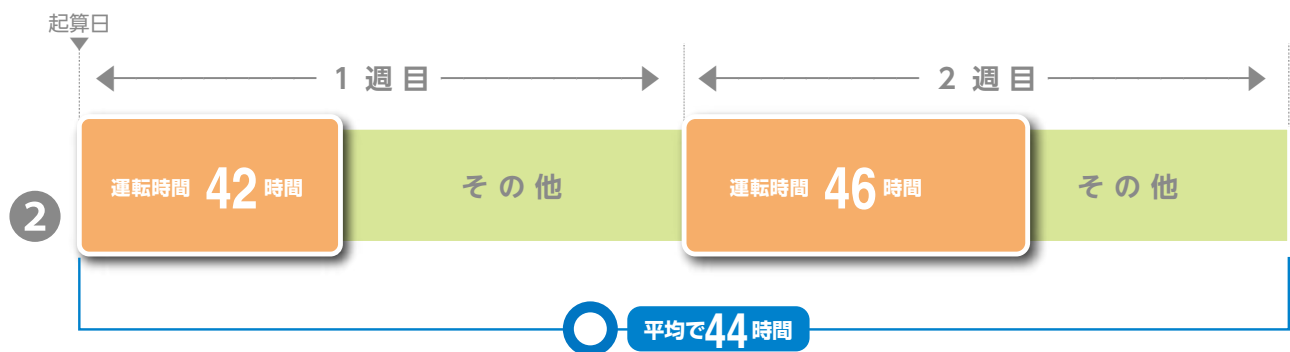 起算日
1 週 目
2 週 目
2
運転時間 42 時間
そ の 他
運転時間 46 時間
そ の 他
平均で44時間